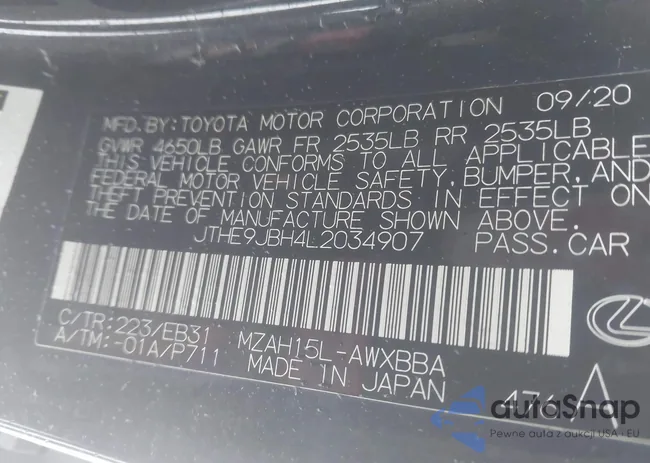 MFD.BY:TOYOTA MOTOR CORPORATION 09/20
GVWR 4650LB GAWR FR 2535LB RR 2535LB
THIS VEHICLE CONFORMS TO ALL APPLICABLE
FEDERAL MOTOR VEHICLE SAFETY,BUMPER,AND
THEFT PREVENTION STANDARDS IN EFFECT ON
THE DATE OF MANUFACTURE SHOWN ABOVE.
JTHE9JBH4L2034907 PASS.CAR
C/TR:223/EB31 MZAH15L-AWXBBA
A/TM:-01A/P711 MADE IN JAPAN
autoSnap
Pewne auta z aukcji USA · EU